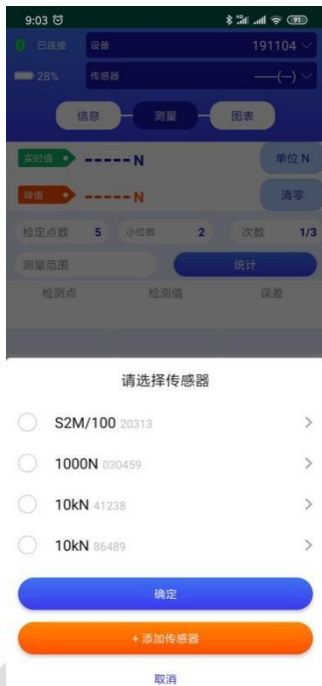 9:03
91
已连接 设备 191104
28% 传感器 ----(--)
信息 测量 图表
实时值 ----- N 单位 N
峰值 ----- N 清零
检定点数 5 小位数 2 次数 1/3
测量范围 统计
检测点 检测值 误差
请选择传感器
S2M/100 20313
1000N 030459
10kN 41238
10kN 86489
确定
+ 添加传感器
取消